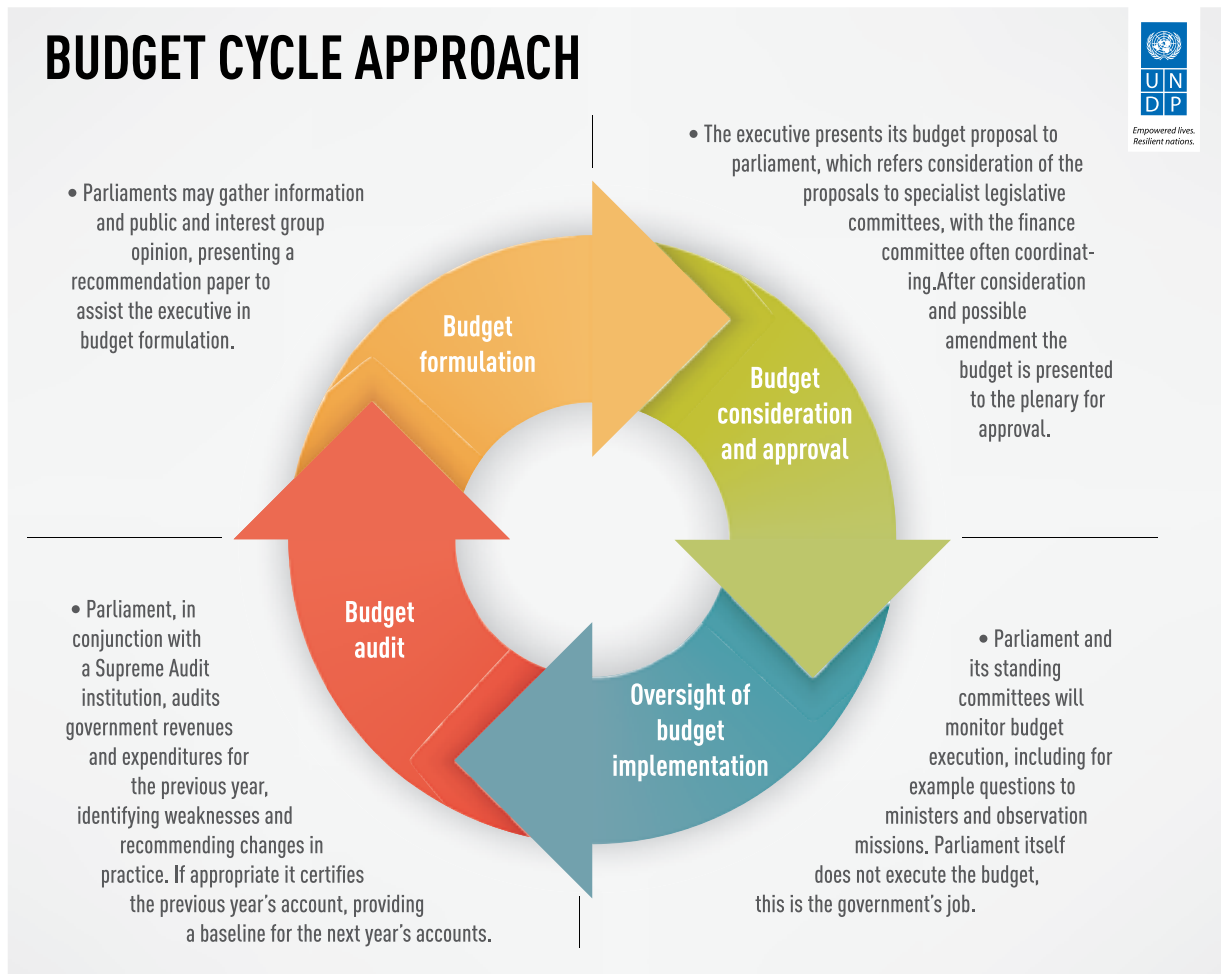 BUDGET CYCLE APPROACH
U N
D P
Empowered lives.
Resilient nations.
• Parliaments may gather information
and public and interest group
opinion, presenting a
recommendation paper to
assist the executive in
budget formulation.
• The executive presents its budget proposal to
parliament, which refers consideration of the
proposals to specialist legislative
committees, with the finance
committee often coordinat-
ing.After consideration
and possible
amendment the
budget is presented
to the plenary for
approval.
Budget
formulation
Budget
consideration
and approval
Budget
audit
Oversight of
budget
implementation
• Parliament, in
conjunction with
a Supreme Audit
institution, audits
government revenues
and expenditures for
the previous year,
identifying weaknesses and
recommending changes in
practice. If appropriate it certifies
the previous year's account, providing
a baseline for the next year's accounts.
• Parliament and
its standing
committees will
monitor budget
execution, including for
example questions to
ministers and observation
missions. Parliament itself
does not execute the budget,
this is the government's job.